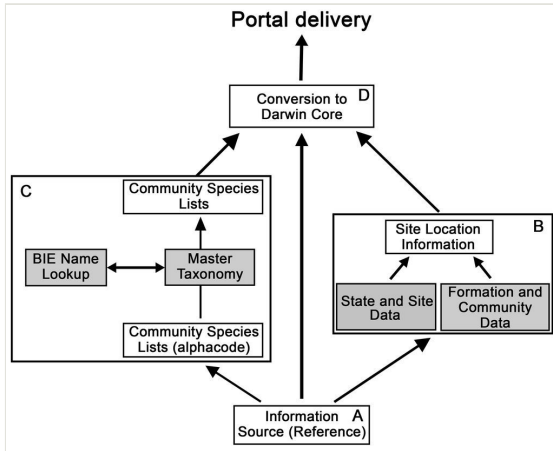 Portal delivery
D
Conversion to
Darwin Core
C
Community Species
Lists
BIE Name
Lookup
Master
Taxonomy
Community Species
Lists (alphacode)
B
Site Location
Information
State and Site
Data
Formation and
Community
Data
A
Information
Source (Reference)